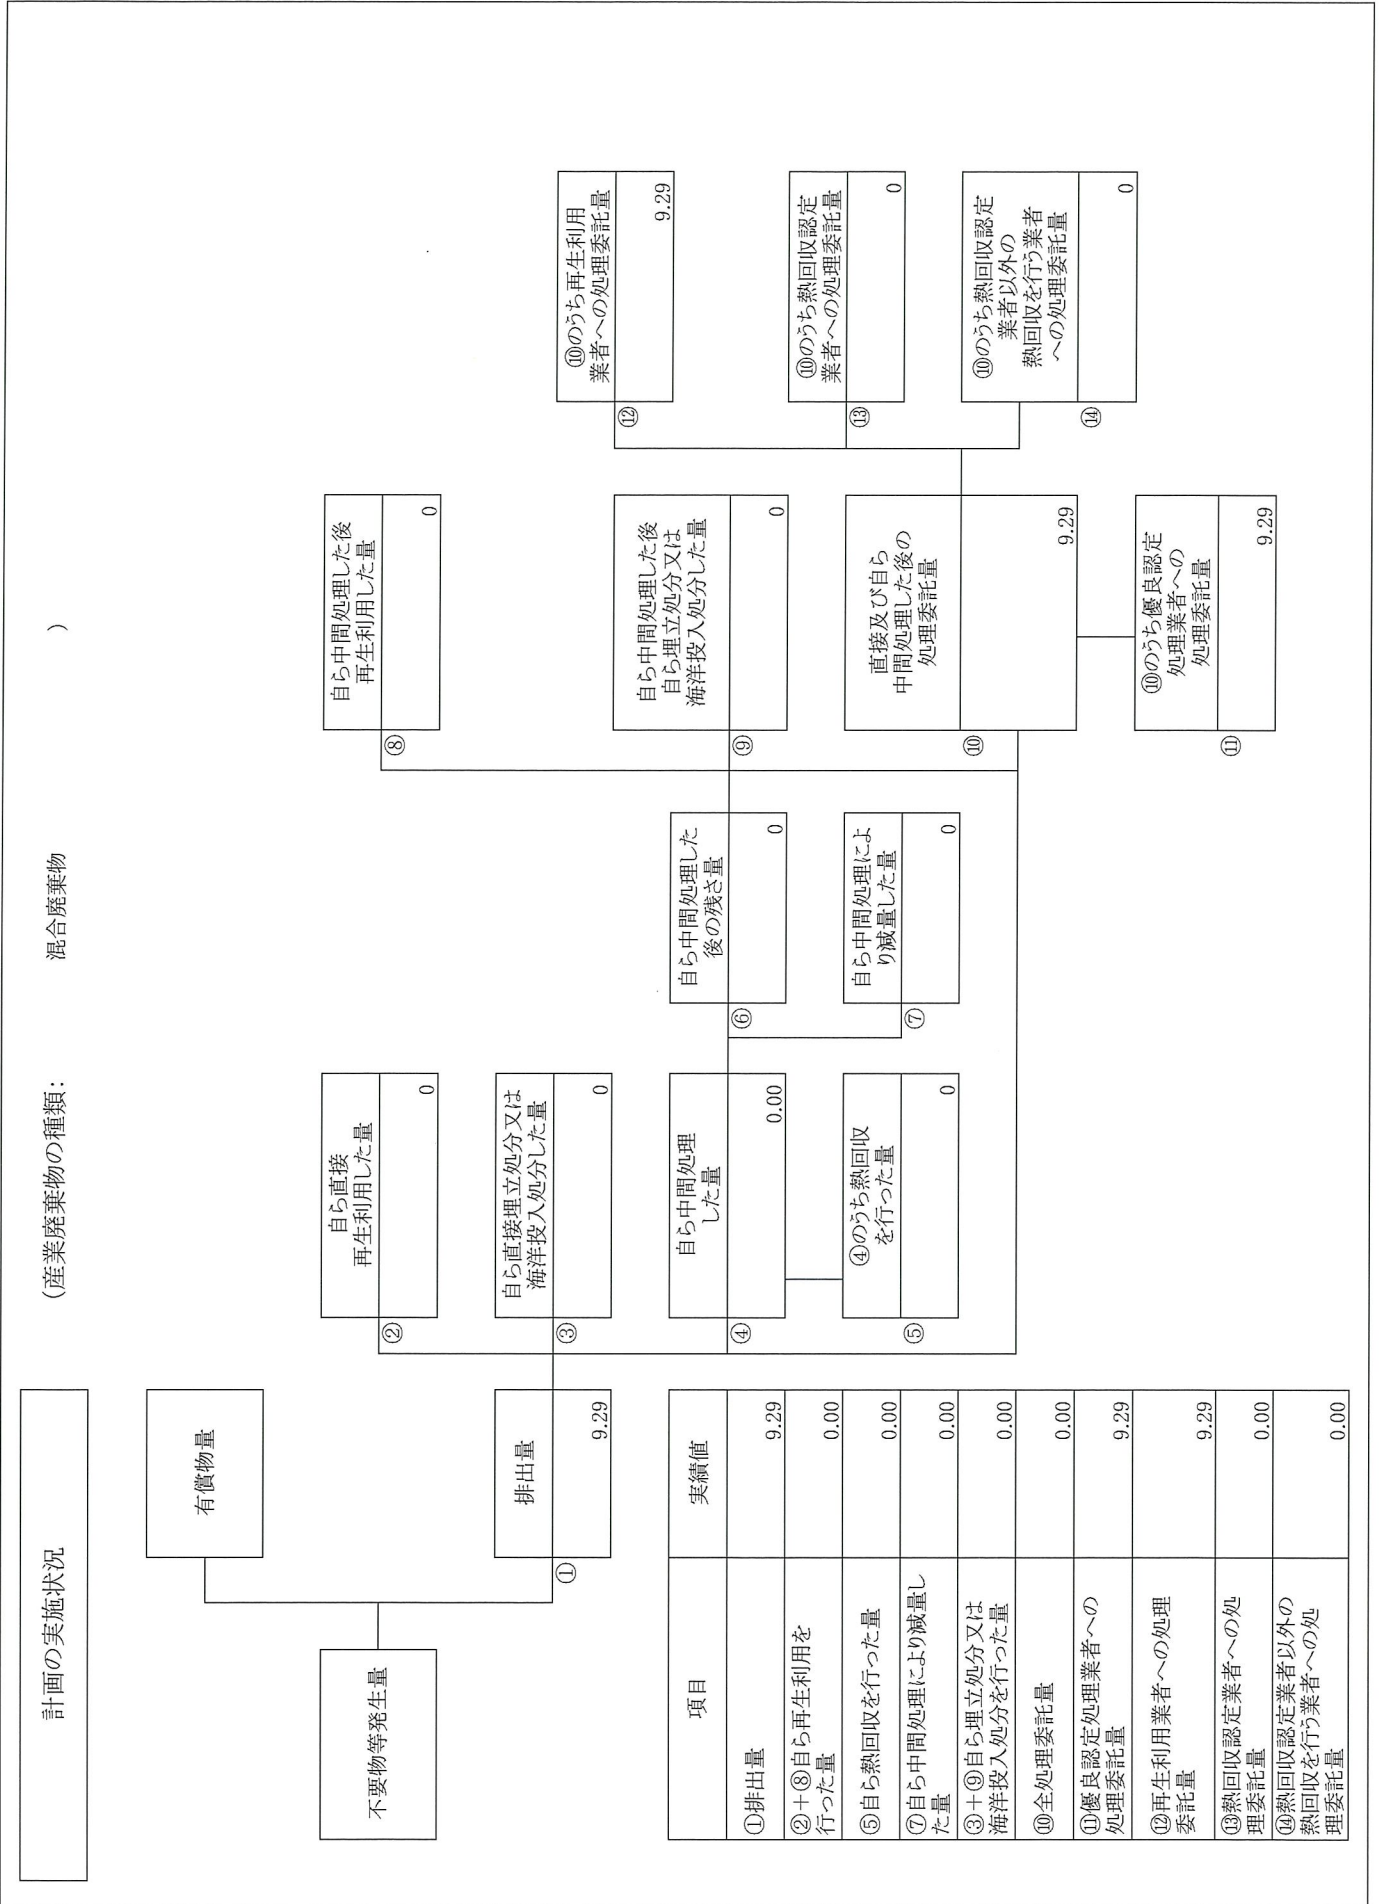 計画の実施状況
(産業廃棄物の種類:
混合廃棄物
)
不要物等発生量
有償物量
①
排出量
9.29
②
自ら直接
再生利用した量
0
③
自ら直接埋立処分又は
海洋投入処分した量
0
④
自ら中間処理
した量
0.00
⑤
④のうち熱回収
を行った量
0
⑥
自ら中間処理した
後の残さ量
0
⑦
自ら中間処理によ
り減量した量
0
⑧
自ら中間処理した後
再生利用した量
0
⑨
自ら中間処理した後
自ら埋立処分又は
海洋投入処分した量
0
⑩
直接及び自ら
中間処理した後の
処理委託量
9.29
⑪
⑩のうち優良認定
処理業者への
処理委託量
9.29
⑫
⑩のうち再生利用
業者への処理委託量
9.29
⑬
⑩のうち熱回収認定
業者への処理委託量
0
⑭
⑩のうち熱回収認定
業者以外の
熱回収を行う業者
への処理委託量
0
項目
実績値
①排出量
9.29
②+⑧自ら再生利用を
行った量
0.00
⑤自ら熱回収を行った量
0.00
⑦自ら中間処理により減量し
た量
0.00
③+⑨自ら埋立処分又は
海洋投入処分を行った量
0.00
⑩全処理委託量
0.00
⑪優良認定処理業者への
処理委託量
9.29
⑫再生利用業者への処理
委託量
9.29
⑬熱回収認定業者への処
理委託量
0.00
⑭熱回収認定業者以外の
熱回収を行う業者への処
理委託量
0.00